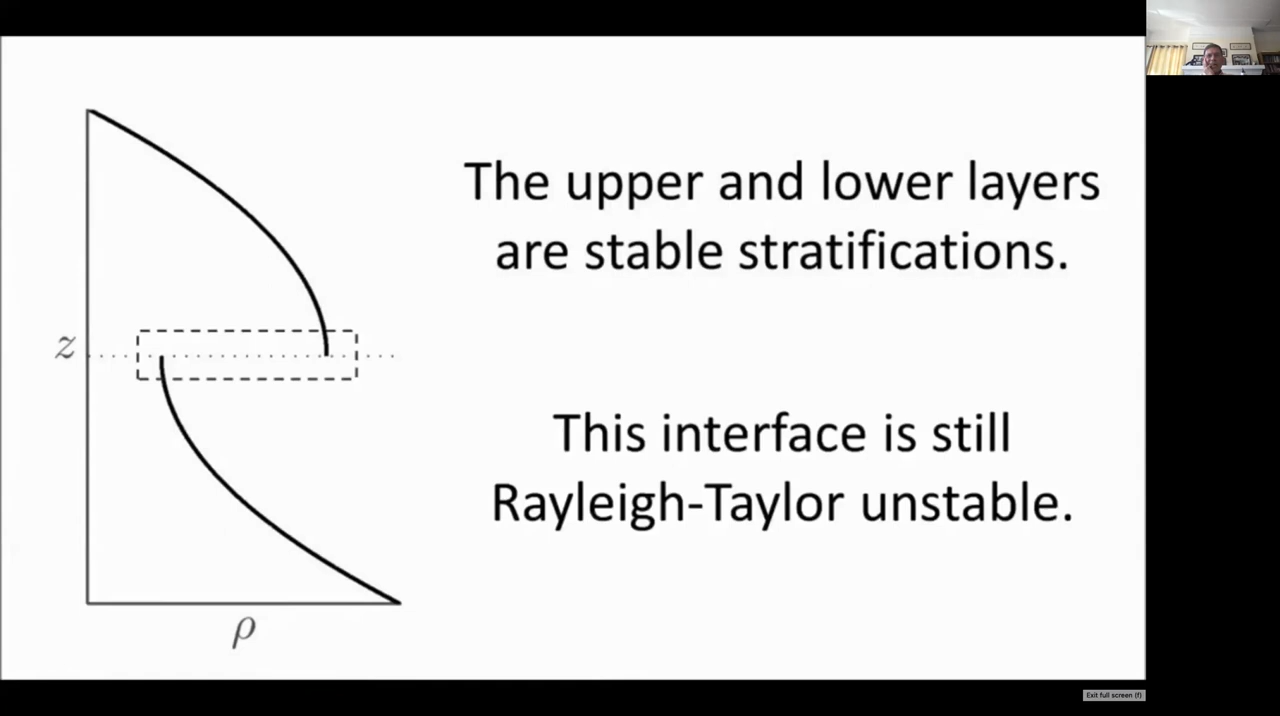 The upper and lower layers
are stable stratifications.
z
This interface is still
Rayleigh-Taylor unstable.
ρ
Exit full screen (f)